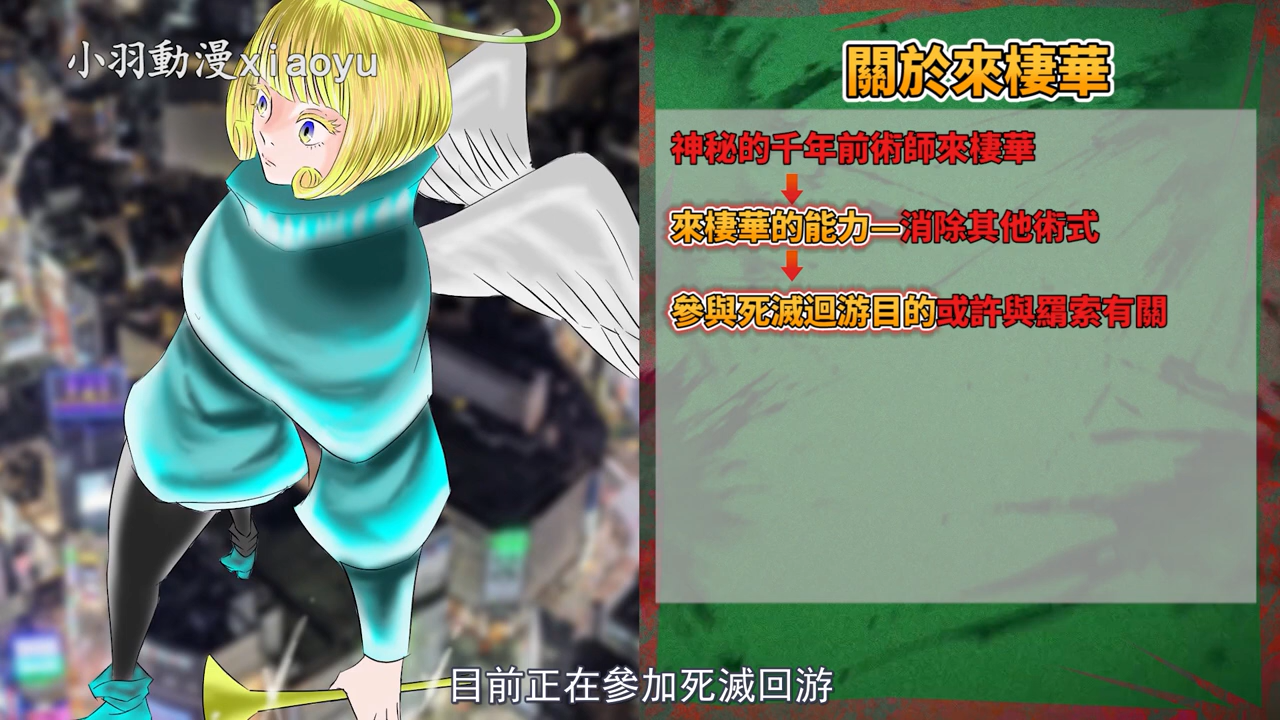 小羽動漫xiaoyu
關於來棲華
神秘的千年前術師來棲華
來棲華的能力—消除其他術式
參與死滅迴游目的或許與羂索有關
目前正在參加死滅回游